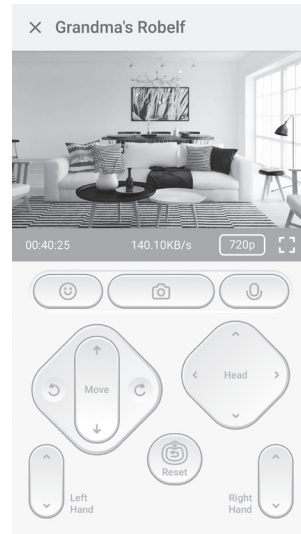 Grandma's Robelf
00:40:25 140.10KB/s 720p
Move
Head
Reset
Left
Hand
Right
Hand